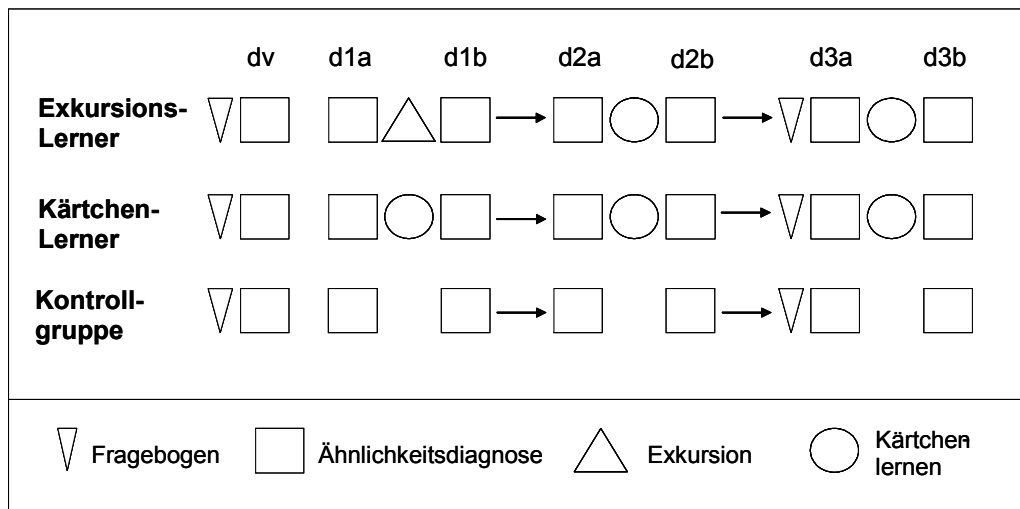 dv d1a d1b d2a d2b d3a d3b
Exkursions-
Lerner
Kärtchen-
Lerner
Kontroll-
gruppe
Fragebogen
Ähnlichkeitsdiagnose
Exkursion
Kärtchen-
lernen